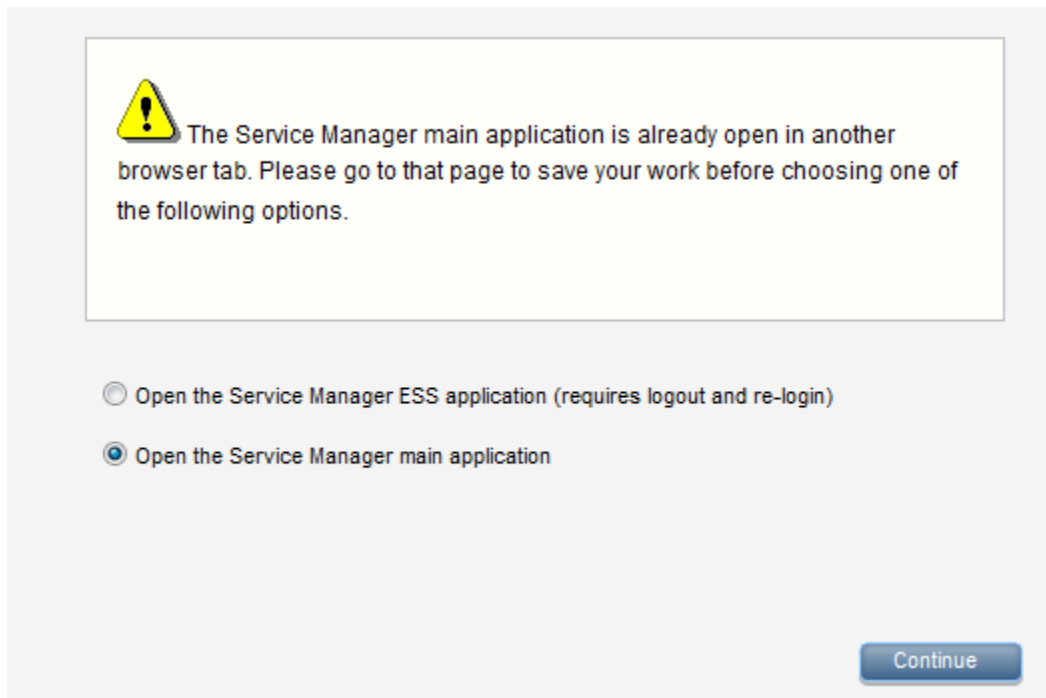 The Service Manager main application is already open in another
browser tab. Please go to that page to save your work before choosing one of
the following options.
Open the Service Manager ESS application (requires logout and re-login)
Open the Service Manager main application
Continue